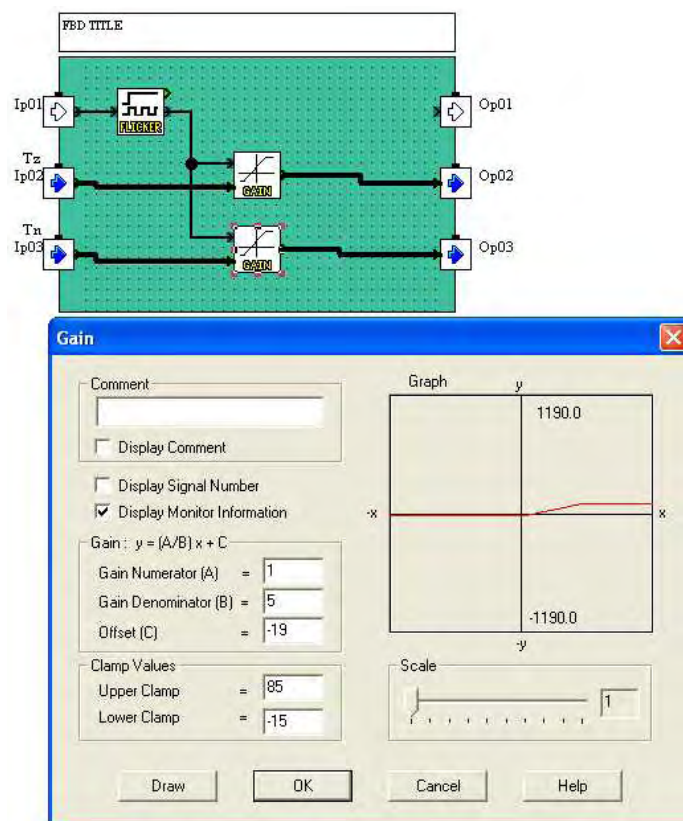 FBD TITLE
Ip01
FLICKER
Op01
Tz
Ip02
GAIN
Op02
Tn
Ip03
GAIN
Op03
Gain
Comment
Display Comment
Display Signal Number
Display Monitor Information
Gain : y = (A/B) x + C
Gain Numerator (A) = 1
Gain Denominator (B) = 5
Offset (C) = -19
Clamp Values
Upper Clamp = 85
Lower Clamp = -15
Graph
y
1190.0
-x
x
-1190.0
-y
Scale
1
Draw
OK
Cancel
Help